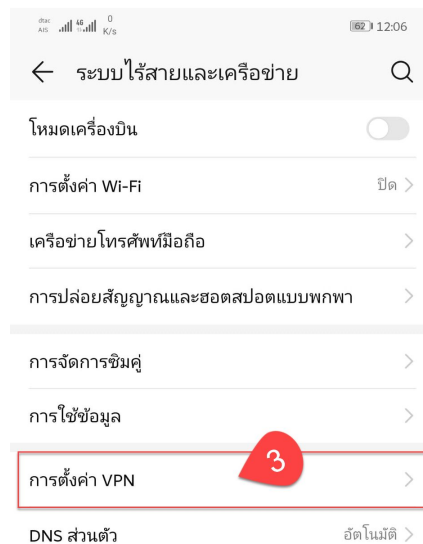 dtac 4G 0
AIS K/s 62 12:06
ระบบไร้สายและเครือข่าย
โหมดเครื่องบิน
การตั้งค่า Wi-Fi ปิด
เครือข่ายโทรศัพท์มือถือ
การปล่อยสัญญาณและฮอตสปอตแบบพกพา
การจัดการซิมคู่
การใช้ข้อมูล
3
การตั้งค่า VPN
DNS ส่วนตัว อัตโนมัติ